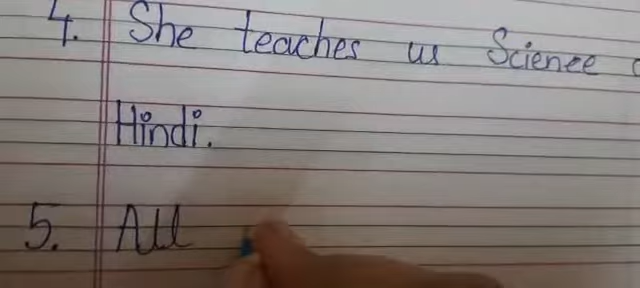 4. She teaches us Science
Hindi.
5. All